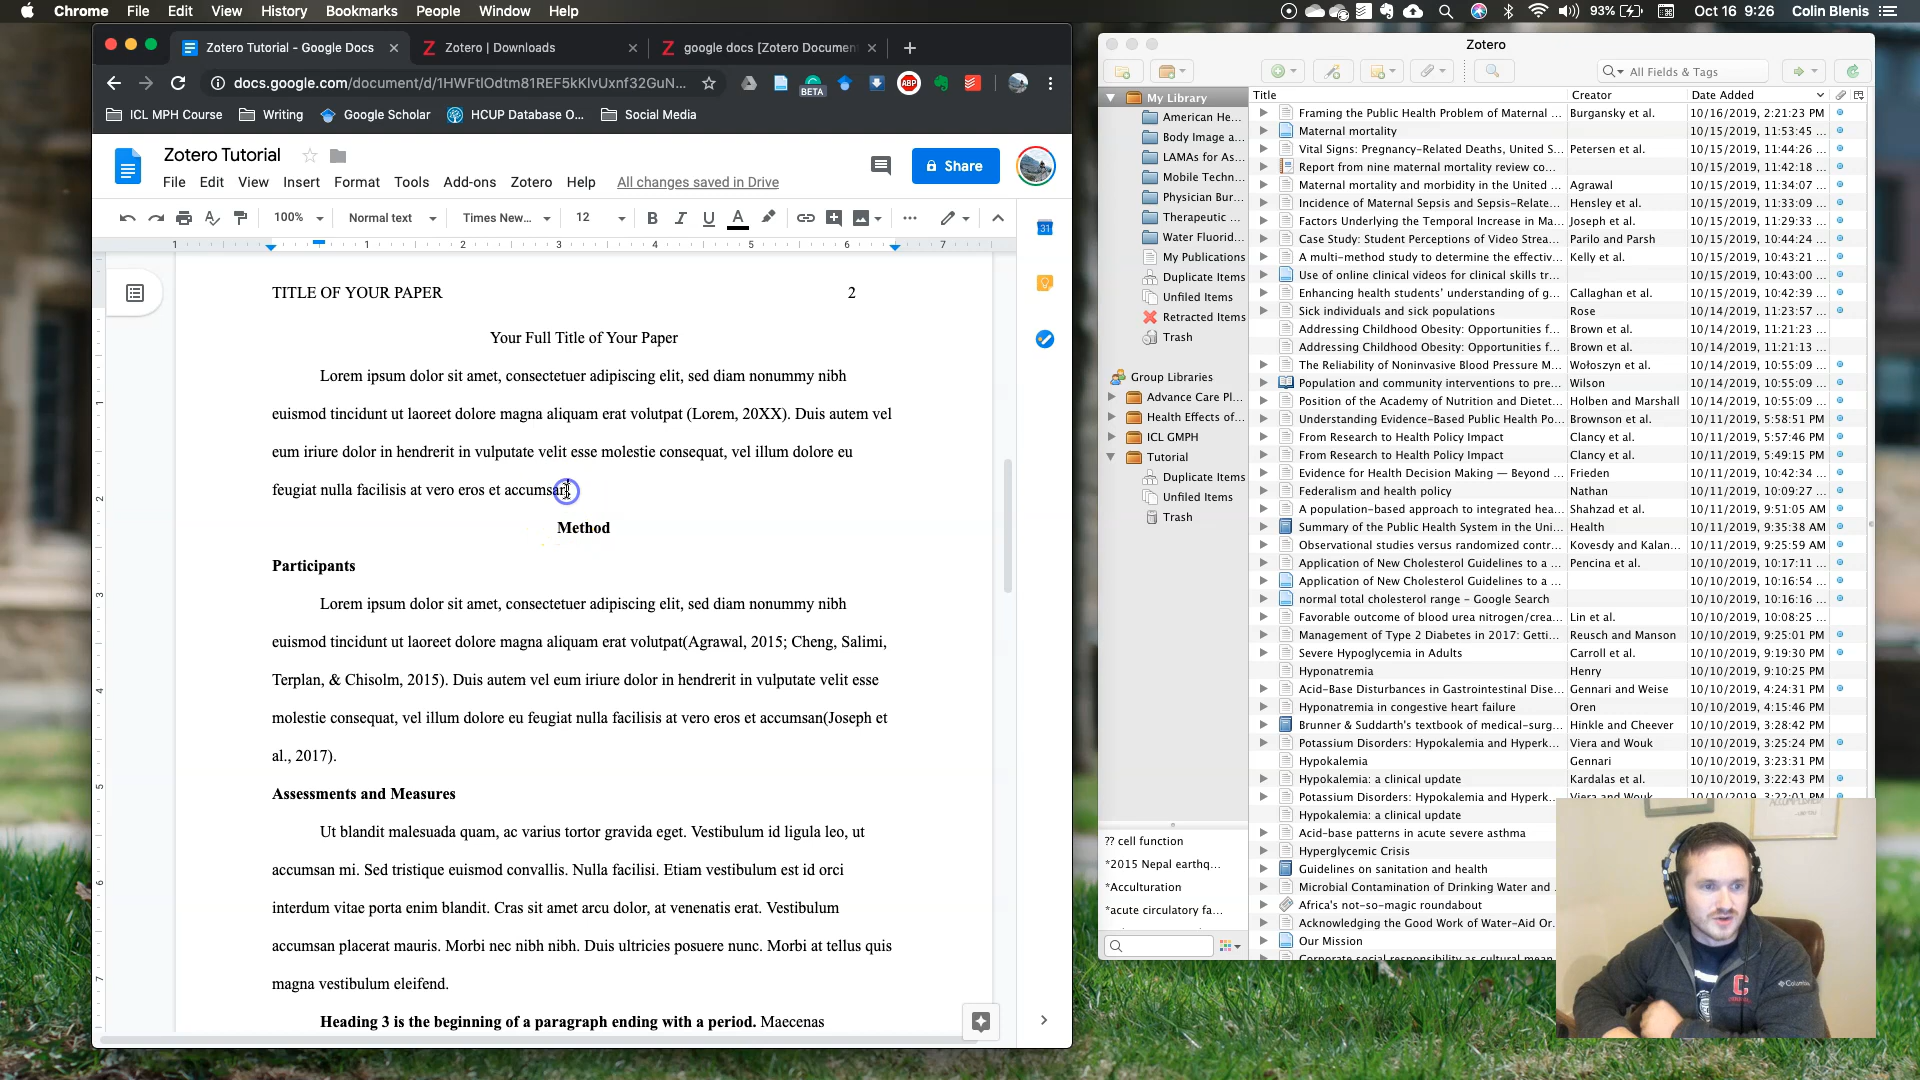 Chrome File Edit View History Bookmarks People Window Help
93% Oct 16 9:26 Colin Blenis
Zotero Tutorial - Google Docs
Zotero | Downloads
google docs [Zotero Documen
docs.google.com/document/d/1HWFtlOdtm81REF5kKlvUxnf32GuN...
BETA
ABP
ICL MPH Course Writing Google Scholar HCUP Database O... Social Media
Zotero Tutorial
Share
File Edit View Insert Format Tools Add-ons Zotero Help All changes saved in Drive
100% Normal text Times New... 12 B I U A
1 1 2 3 4 5 6 7
31
TITLE OF YOUR PAPER 2
Your Full Title of Your Paper
Lorem ipsum dolor sit amet, consectetuer adipiscing elit, sed diam nonummy nibh
euismod tincidunt ut laoreet dolore magna aliquam erat volutpat (Lorem, 20XX). Duis autem vel
eum iriure dolor in hendrerit in vulputate velit esse molestie consequat, vel illum dolore eu
feugiat nulla facilisis at vero eros et accumsan
Method
Participants
Lorem ipsum dolor sit amet, consectetuer adipiscing elit, sed diam nonummy nibh
euismod tincidunt ut laoreet dolore magna aliquam erat volutpat(Agrawal, 2015; Cheng, Salimi,
Terplan, & Chisolm, 2015). Duis autem vel eum iriure dolor in hendrerit in vulputate velit esse
molestie consequat, vel illum dolore eu feugiat nulla facilisis at vero eros et accumsan(Joseph et
al., 2017).
Assessments and Measures
Ut blandit malesuada quam, ac varius tortor gravida eget. Vestibulum id ligula leo, ut
accumsan mi. Sed tristique euismod convallis. Nulla facilisi. Etiam vestibulum est id orci
interdum vitae porta enim blandit. Cras sit amet arcu dolor, at venenatis erat. Vestibulum
accumsan placerat mauris. Morbi nec nibh nibh. Duis ultricies posuere nunc. Morbi at tellus quis
magna vestibulum eleifend.
Heading 3 is the beginning of a paragraph ending with a period. Maecenas
Zotero
All Fields & Tags
My Library
American He...
Body Image a...
LAMAs for As...
Mobile Techn...
Physician Bur...
Therapeutic ...
Water Fluorid...
My Publications
Duplicate Items
Unfiled Items
Retracted Items
Trash
Group Libraries
Advance Care Pl...
Health Effects of...
ICL GMPH
Tutorial
Duplicate Items
Unfiled Items
Trash
?? cell function
*2015 Nepal earthq...
*Acculturation
*acute circulatory fa...
Title Creator Date Added
Framing the Public Health Problem of Maternal ... Burgansky et al. 10/16/2019, 2:21:23 PM
Maternal mortality 10/15/2019, 11:53:45 ...
Vital Signs: Pregnancy-Related Deaths, United S... Petersen et al. 10/15/2019, 11:44:26 ...
Report from nine maternal mortality review co... 10/15/2019, 11:42:18 ...
Maternal mortality and morbidity in the United ... Agrawal 10/15/2019, 11:34:07 ...
Incidence of Maternal Sepsis and Sepsis-Relate... Hensley et al. 10/15/2019, 11:33:09 ...
Factors Underlying the Temporal Increase in Ma... Joseph et al. 10/15/2019, 11:29:33 ...
Case Study: Student Perceptions of Video Strea... Parilo and Parsh 10/15/2019, 10:44:24 ...
A multi-method study to determine the effectiv... Kelly et al. 10/15/2019, 10:43:21 ...
Use of online clinical videos for clinical skills tr... 10/15/2019, 10:43:00 ...
Enhancing health students' understanding of g... Callaghan et al. 10/15/2019, 10:42:39 ...
Sick individuals and sick populations Rose 10/14/2019, 11:23:57 ...
Addressing Childhood Obesity: Opportunities f... Brown et al. 10/14/2019, 11:21:23 ...
Addressing Childhood Obesity: Opportunities f... Brown et al. 10/14/2019, 11:21:13 ...
The Reliability of Noninvasive Blood Pressure M... Wołoszyn et al. 10/14/2019, 10:55:09 ...
Population and community interventions to pre... Wilson 10/14/2019, 10:55:09 ...
Position of the Academy of Nutrition and Dietet... Holben and Marshall 10/14/2019, 10:55:09 ...
Understanding Evidence-Based Public Health Po... Brownson et al. 10/11/2019, 5:58:51 PM
From Research to Health Policy Impact Clancy et al. 10/11/2019, 5:57:46 PM
From Research to Health Policy Impact Clancy et al. 10/11/2019, 5:49:15 PM
Evidence for Health Decision Making — Beyond ... Frieden 10/11/2019, 10:42:34 ...
Federalism and health policy Nathan 10/11/2019, 10:09:27 ...
A population-based approach to integrated hea... Shahzad et al. 10/11/2019, 9:51:05 AM
Summary of the Public Health System in the Uni... Health 10/11/2019, 9:35:38 AM
Observational studies versus randomized contr... Kovesdy and Kalan... 10/11/2019, 9:25:59 AM
Application of New Cholesterol Guidelines to a ... Pencina et al. 10/10/2019, 10:17:11 ...
Application of New Cholesterol Guidelines to a ... 10/10/2019, 10:16:54 ...
normal total cholesterol range - Google Search 10/10/2019, 10:16:16 ...
Favorable outcome of blood urea nitrogen/crea... Lin et al. 10/10/2019, 10:08:25 ...
Management of Type 2 Diabetes in 2017: Getti... Reusch and Manson 10/10/2019, 9:25:01 PM
Severe Hypoglycemia in Adults Carroll et al. 10/10/2019, 9:19:30 PM
Hyponatremia Henry 10/10/2019, 9:10:25 PM
Acid-Base Disturbances in Gastrointestinal Dise... Gennari and Weise 10/10/2019, 4:24:31 PM
Hyponatremia in congestive heart failure Oren 10/10/2019, 4:15:46 PM
Brunner & Suddarth's textbook of medical-surg... Hinkle and Cheever 10/10/2019, 3:28:42 PM
Potassium Disorders: Hypokalemia and Hyperk... Viera and Wouk 10/10/2019, 3:25:24 PM
Hypokalemia Gennari 10/10/2019, 3:23:31 PM
Hypokalemia: a clinical update Kardalas et al. 10/10/2019, 3:22:43 PM
Potassium Disorders: Hypokalemia and Hyperk... Viera and Wouk 10/10/2019, 3:22:01 PM
Hypokalemia: a clinical update
Acid-base patterns in acute severe asthma
Hyperglycemic Crisis
Guidelines on sanitation and health
Microbial Contamination of Drinking Water and
Africa's not-so-magic roundabout
Acknowledging the Good Work of Water-Aid Or.
Our Mission
Corporate social responsibility as cultural mean
Columbia